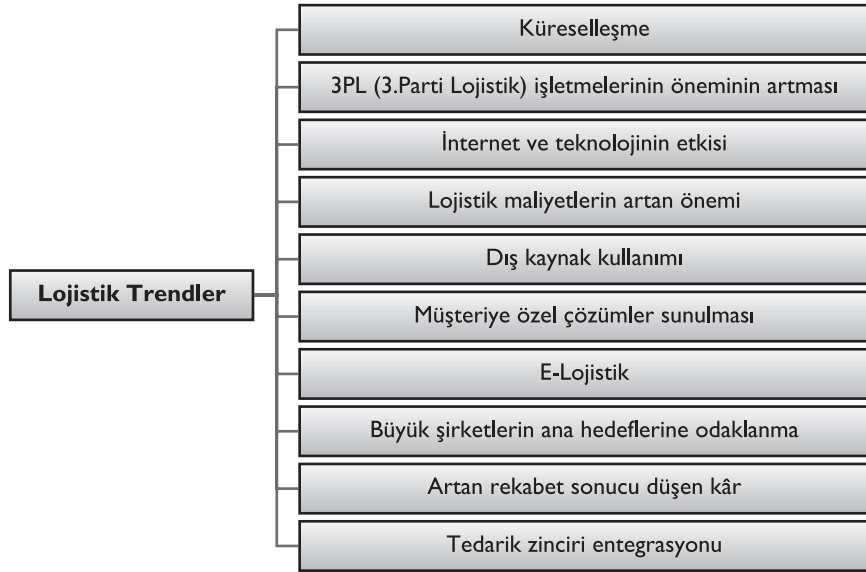 Küreselleşme
3PL (3.Parti Lojistik) işletmelerinin öneminin artması
İnternet ve teknolojinin etkisi
Lojistik maliyetlerin artan önemi
Dış kaynak kullanımı
Lojistik Trendler
Müşteriye özel çözümler sunulması
E-Lojistik
Büyük şirketlerin ana hedeflerine odaklanma
Artan rekabet sonucu düşen kâr
Tedarik zinciri entegrasyonu